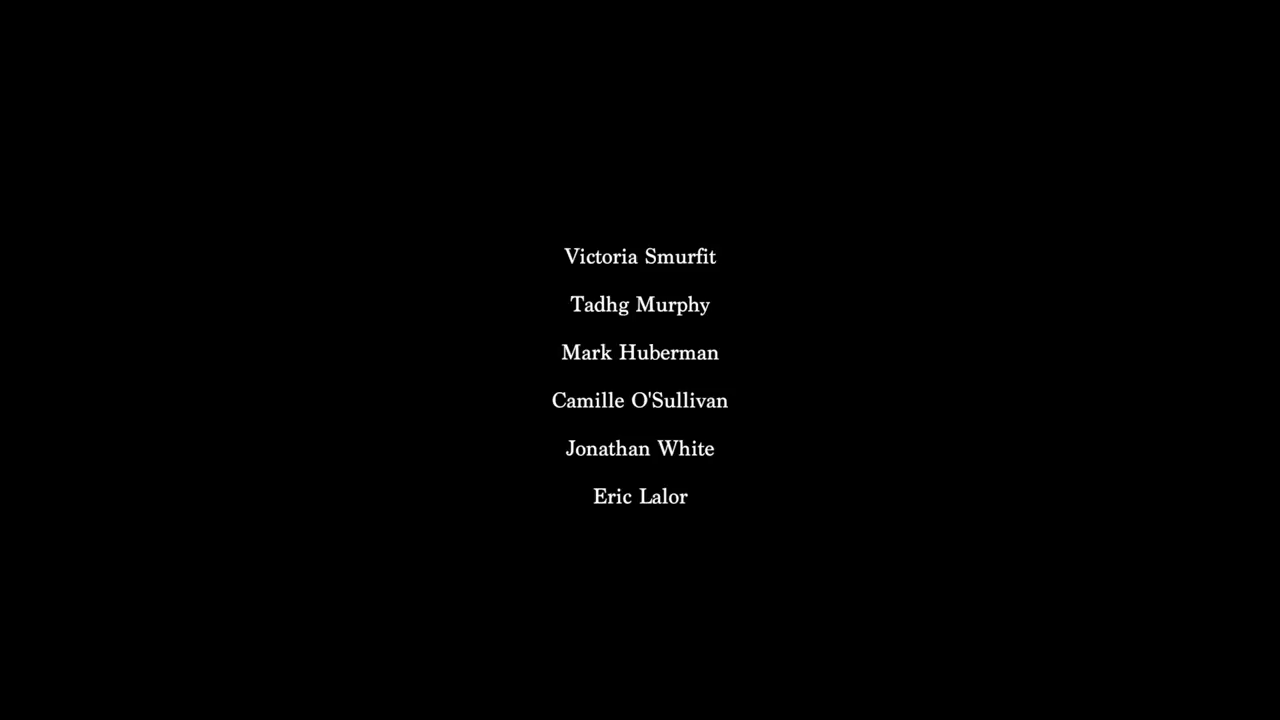 Victoria Smurfit
Tadhg Murphy
Mark Huberman
Camille O'Sullivan
Jonathan White
Eric Lalor